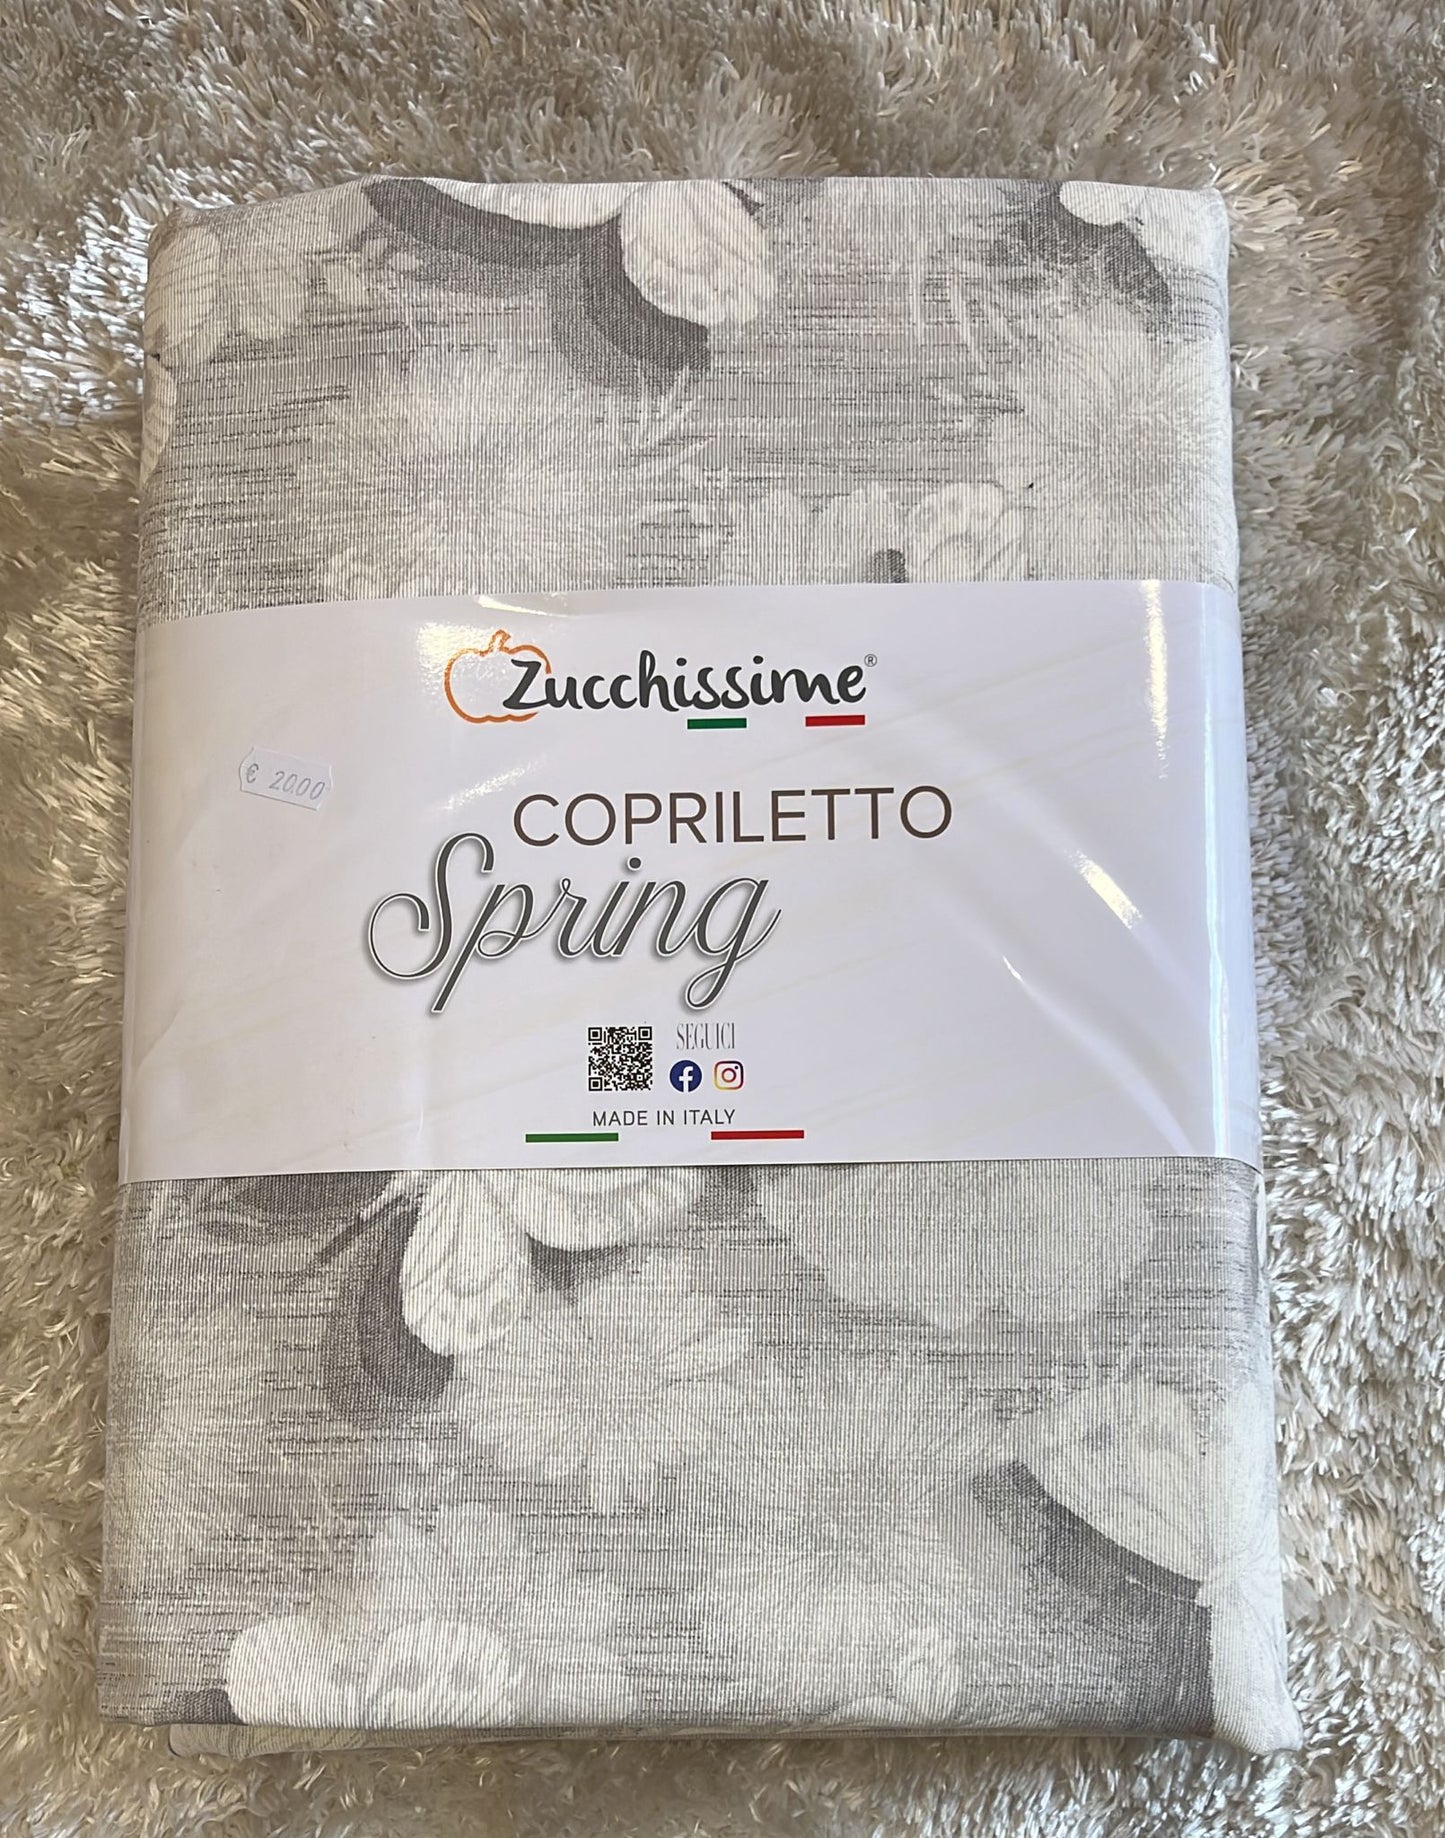 Zucchissime®
€ 20.00
COPRILETTO
Spring
SEGUICI
MADE IN ITALY